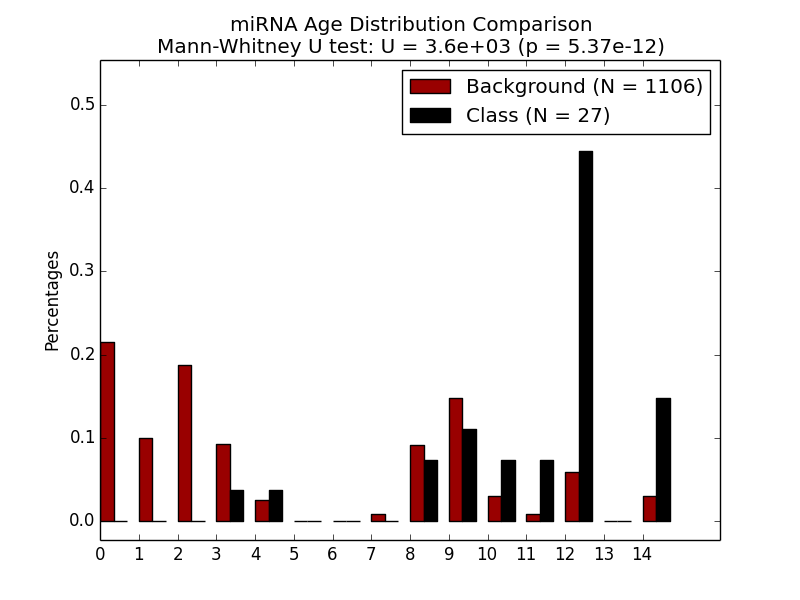 miRNA Age Distribution Comparison
Mann-Whitney U test: U = 3.6e+03 (p = 5.37e-12)
Background (N = 1106)
Class (N = 27)
Percentages
0.5
0.4
0.3
0.2
0.1
0.0
0 1 2 3 4 5 6 7 8 9 10 11 12 13 14